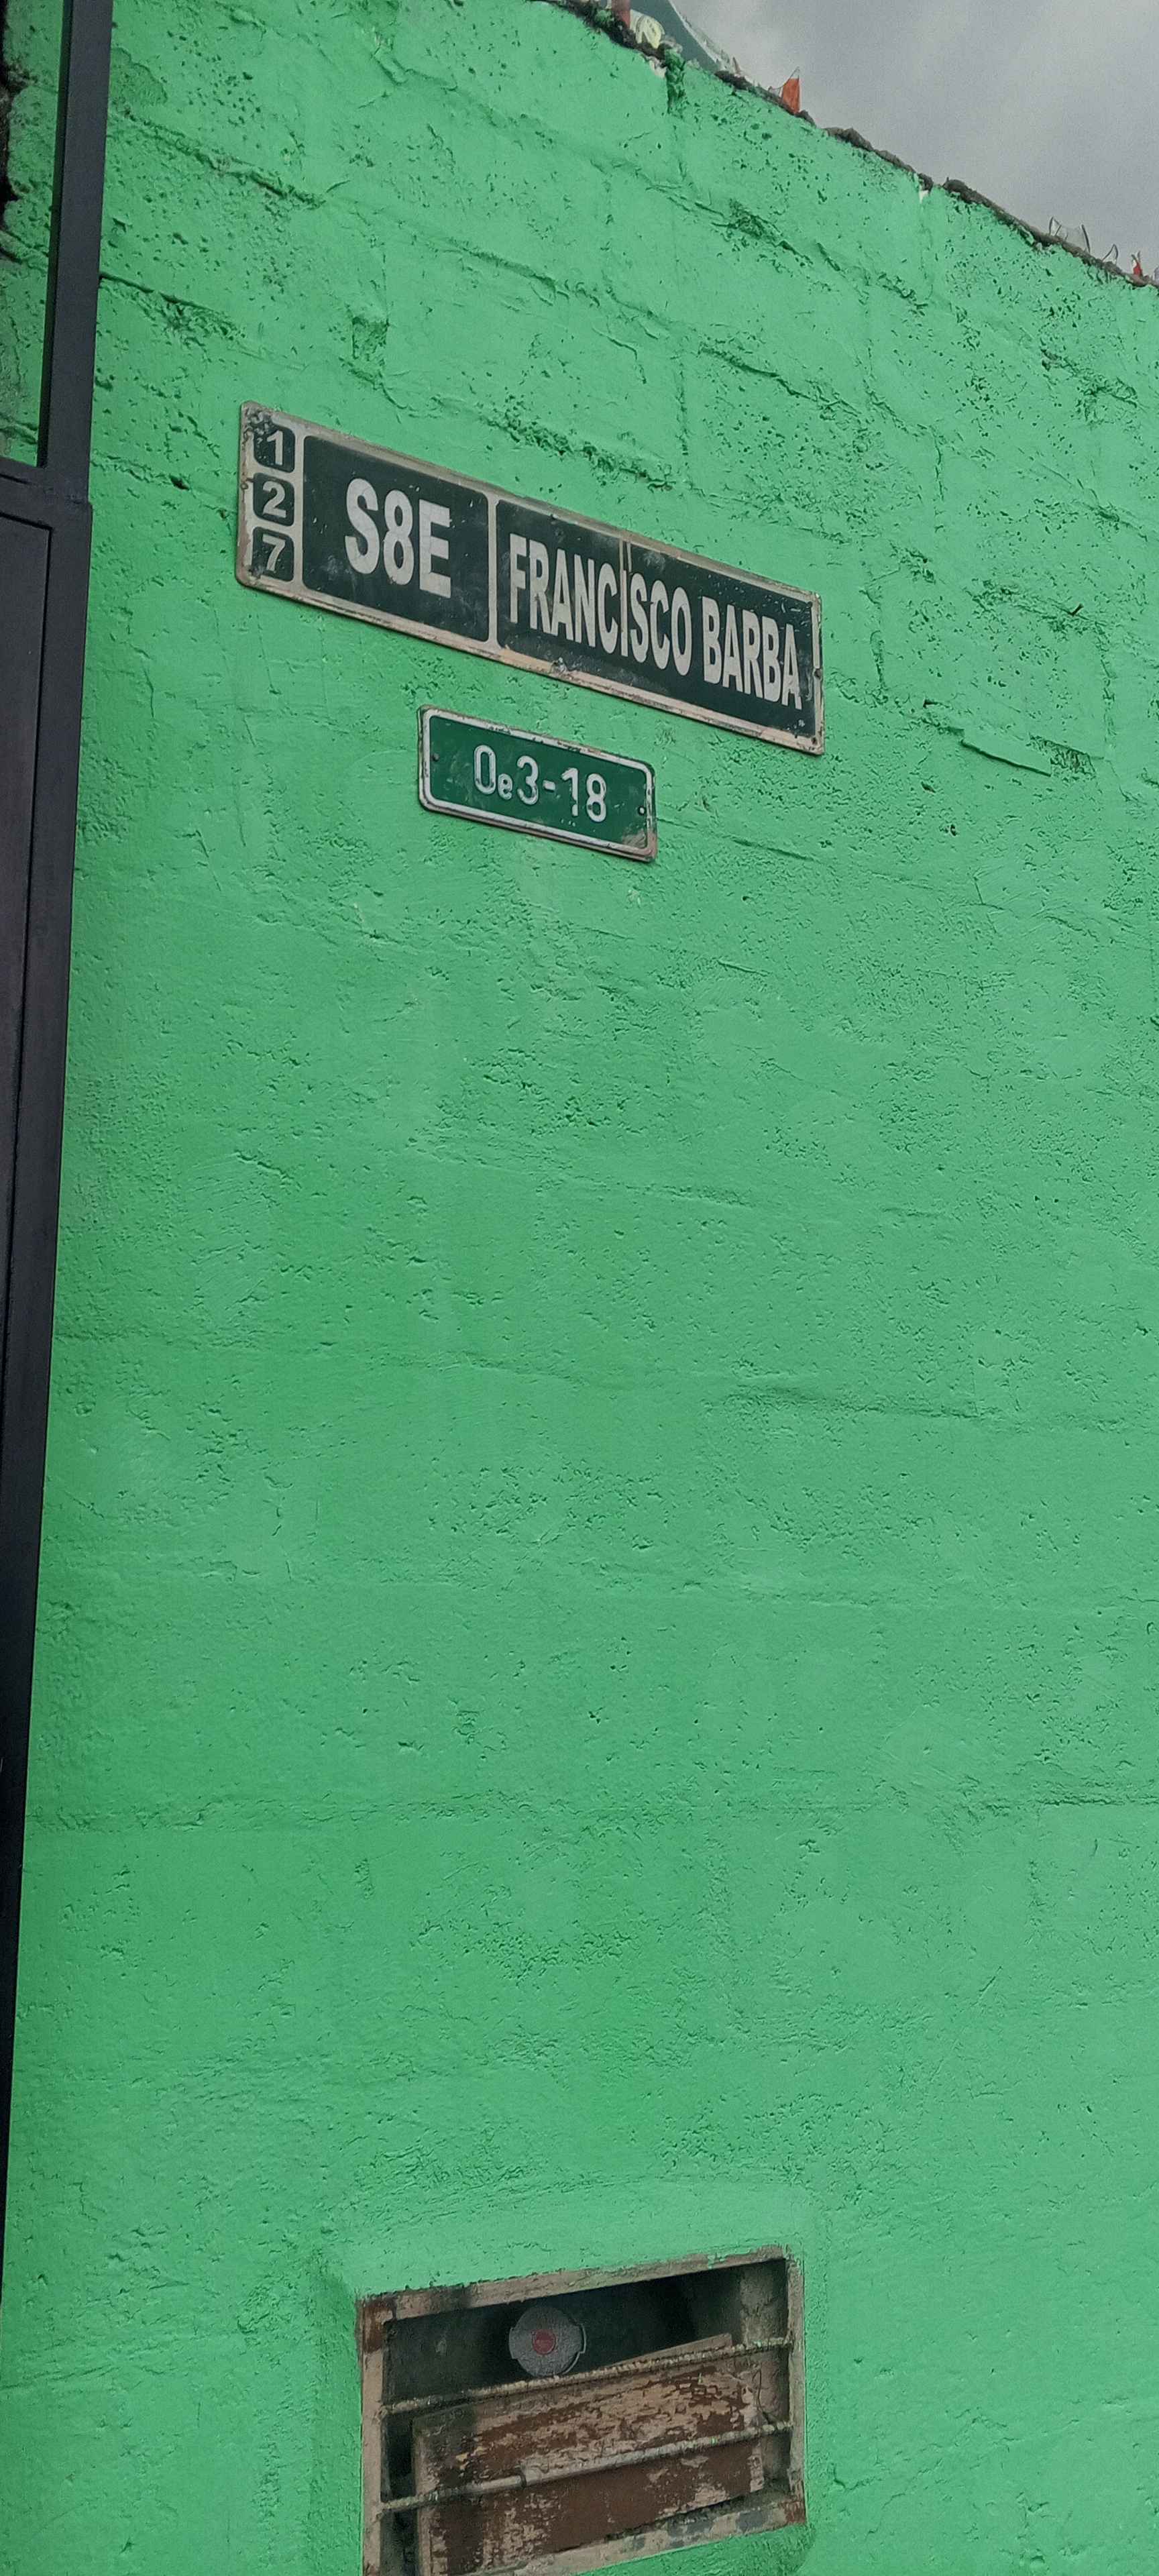 1
2
7
S8E
FRANCISCO BARBA
Oe3-18